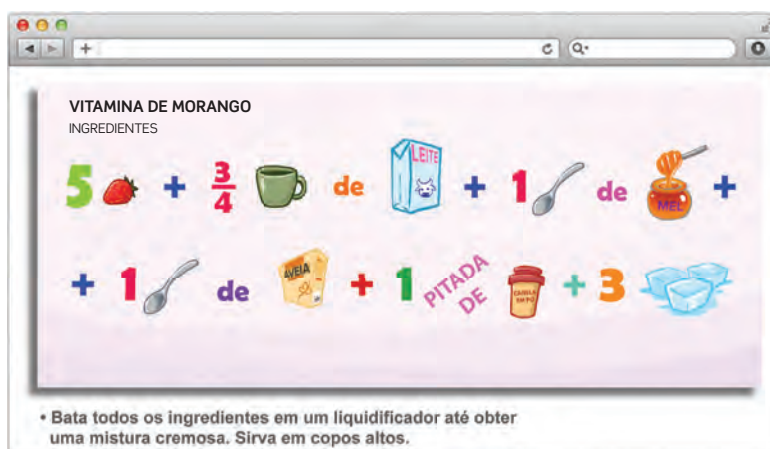 VITAMINA DE MORANGO
INGREDIENTES
5 + 3/4 de LEITE + 1 de MEL +
+ 1 de AVEIA + 1 PITADA DE CANELA EM PÓ + 3
• Bata todos os ingredientes em um liquidificador até obter
uma mistura cremosa. Sirva em copos altos.